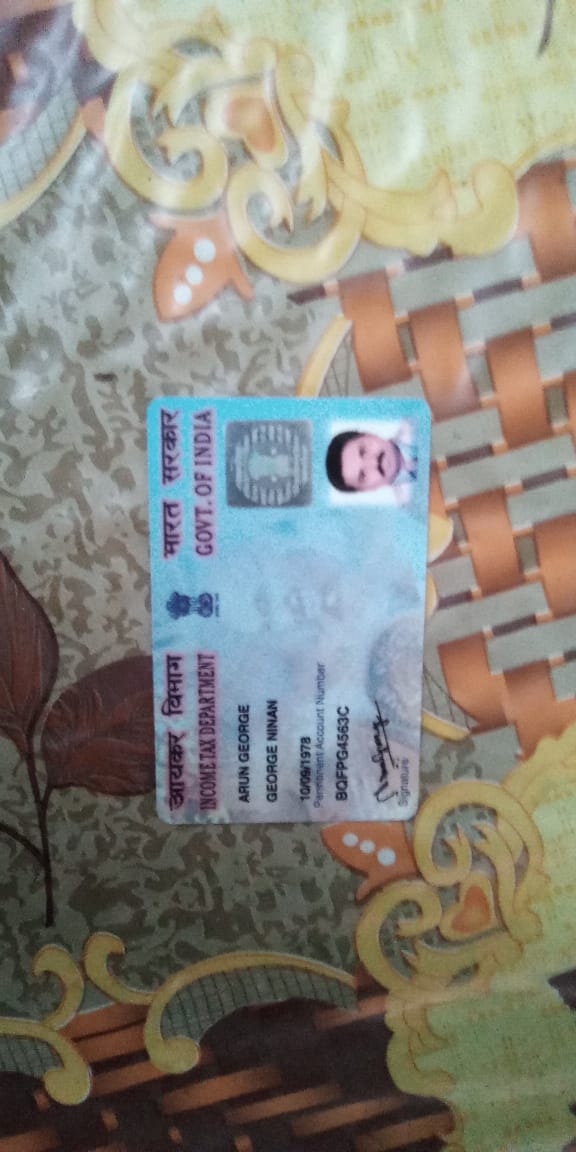 आयकर विभाग
INCOME TAX DEPARTMENT
भारत सरकार
GOVT. OF INDIA
ARUN GEORGE
GEORGE NINAN
10/09/1978
Permanent Account Number
BQFPG4563C
Signature